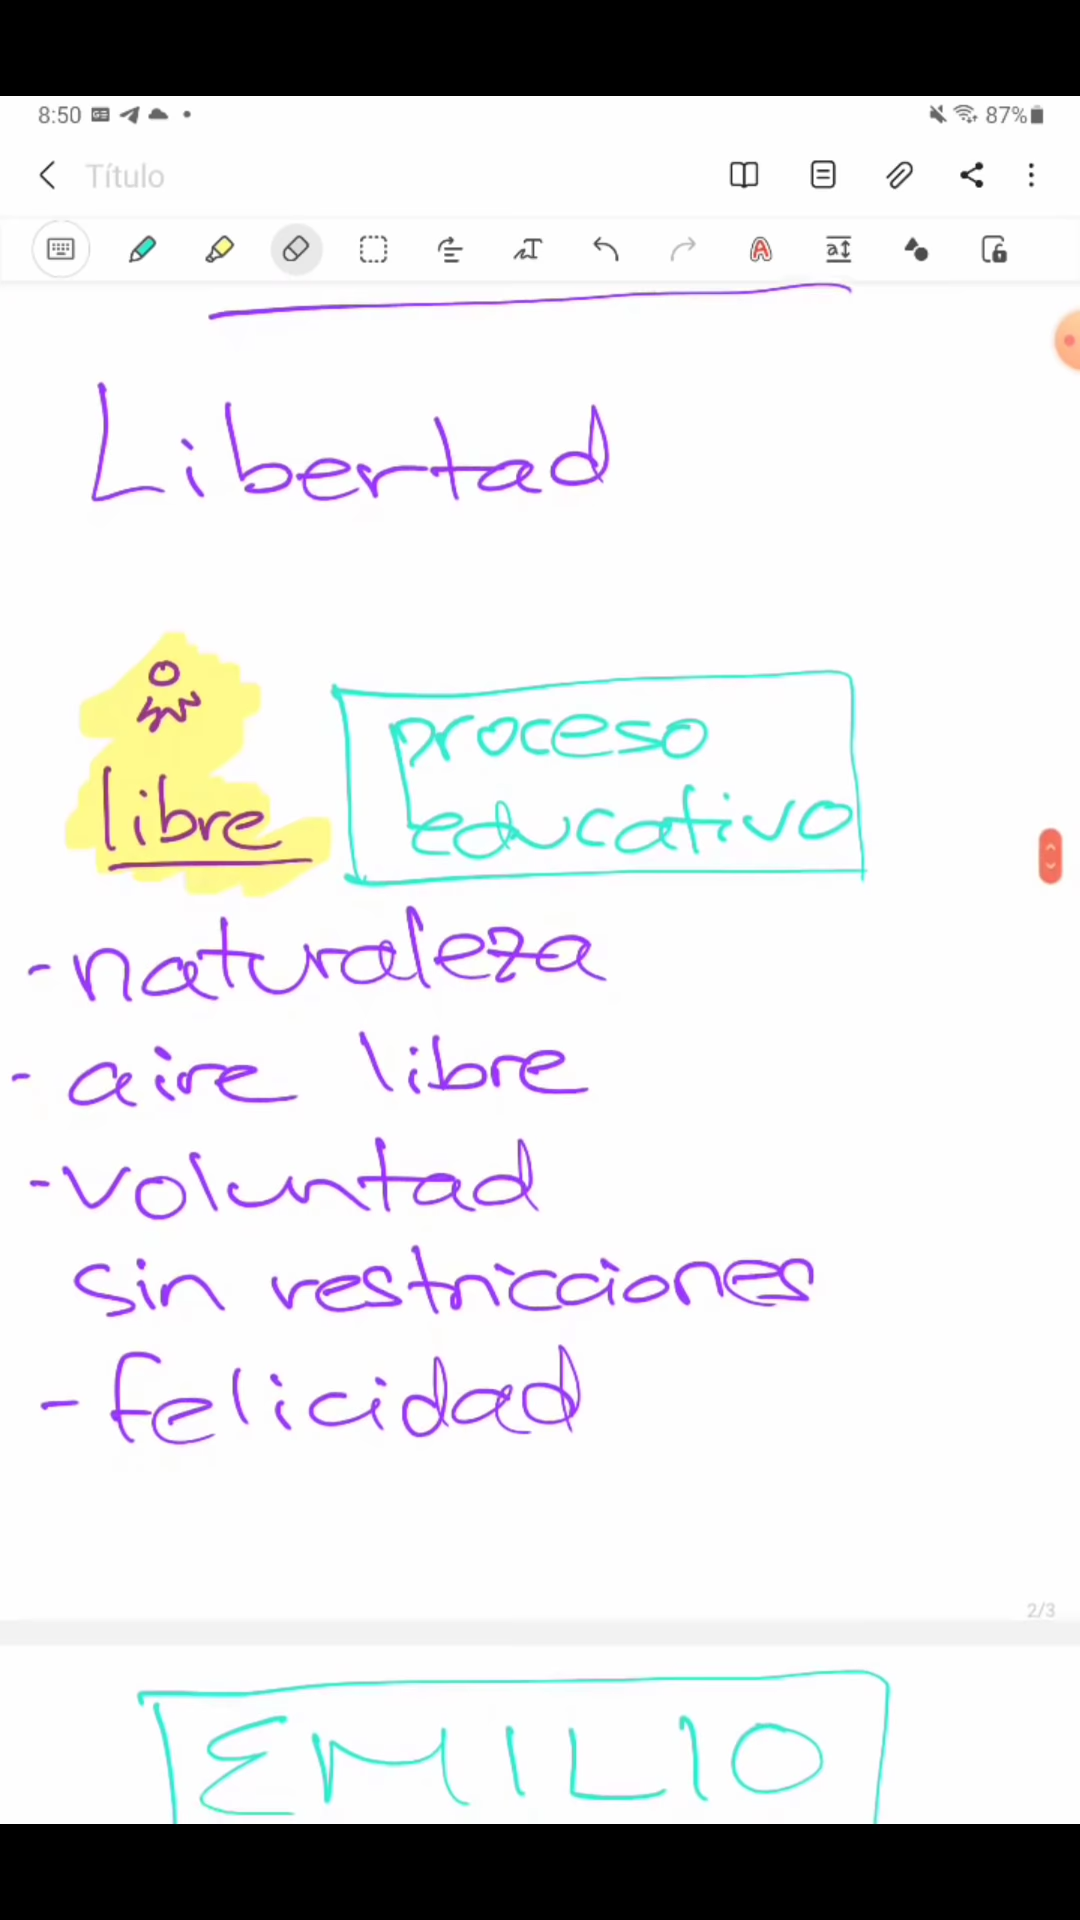 8:50
87%
Título
Libertad
proceso
libre
educativo
-naturaleza
-aire libre
-voluntad
sin restricciones
-felicidad
2/3
EMILIO